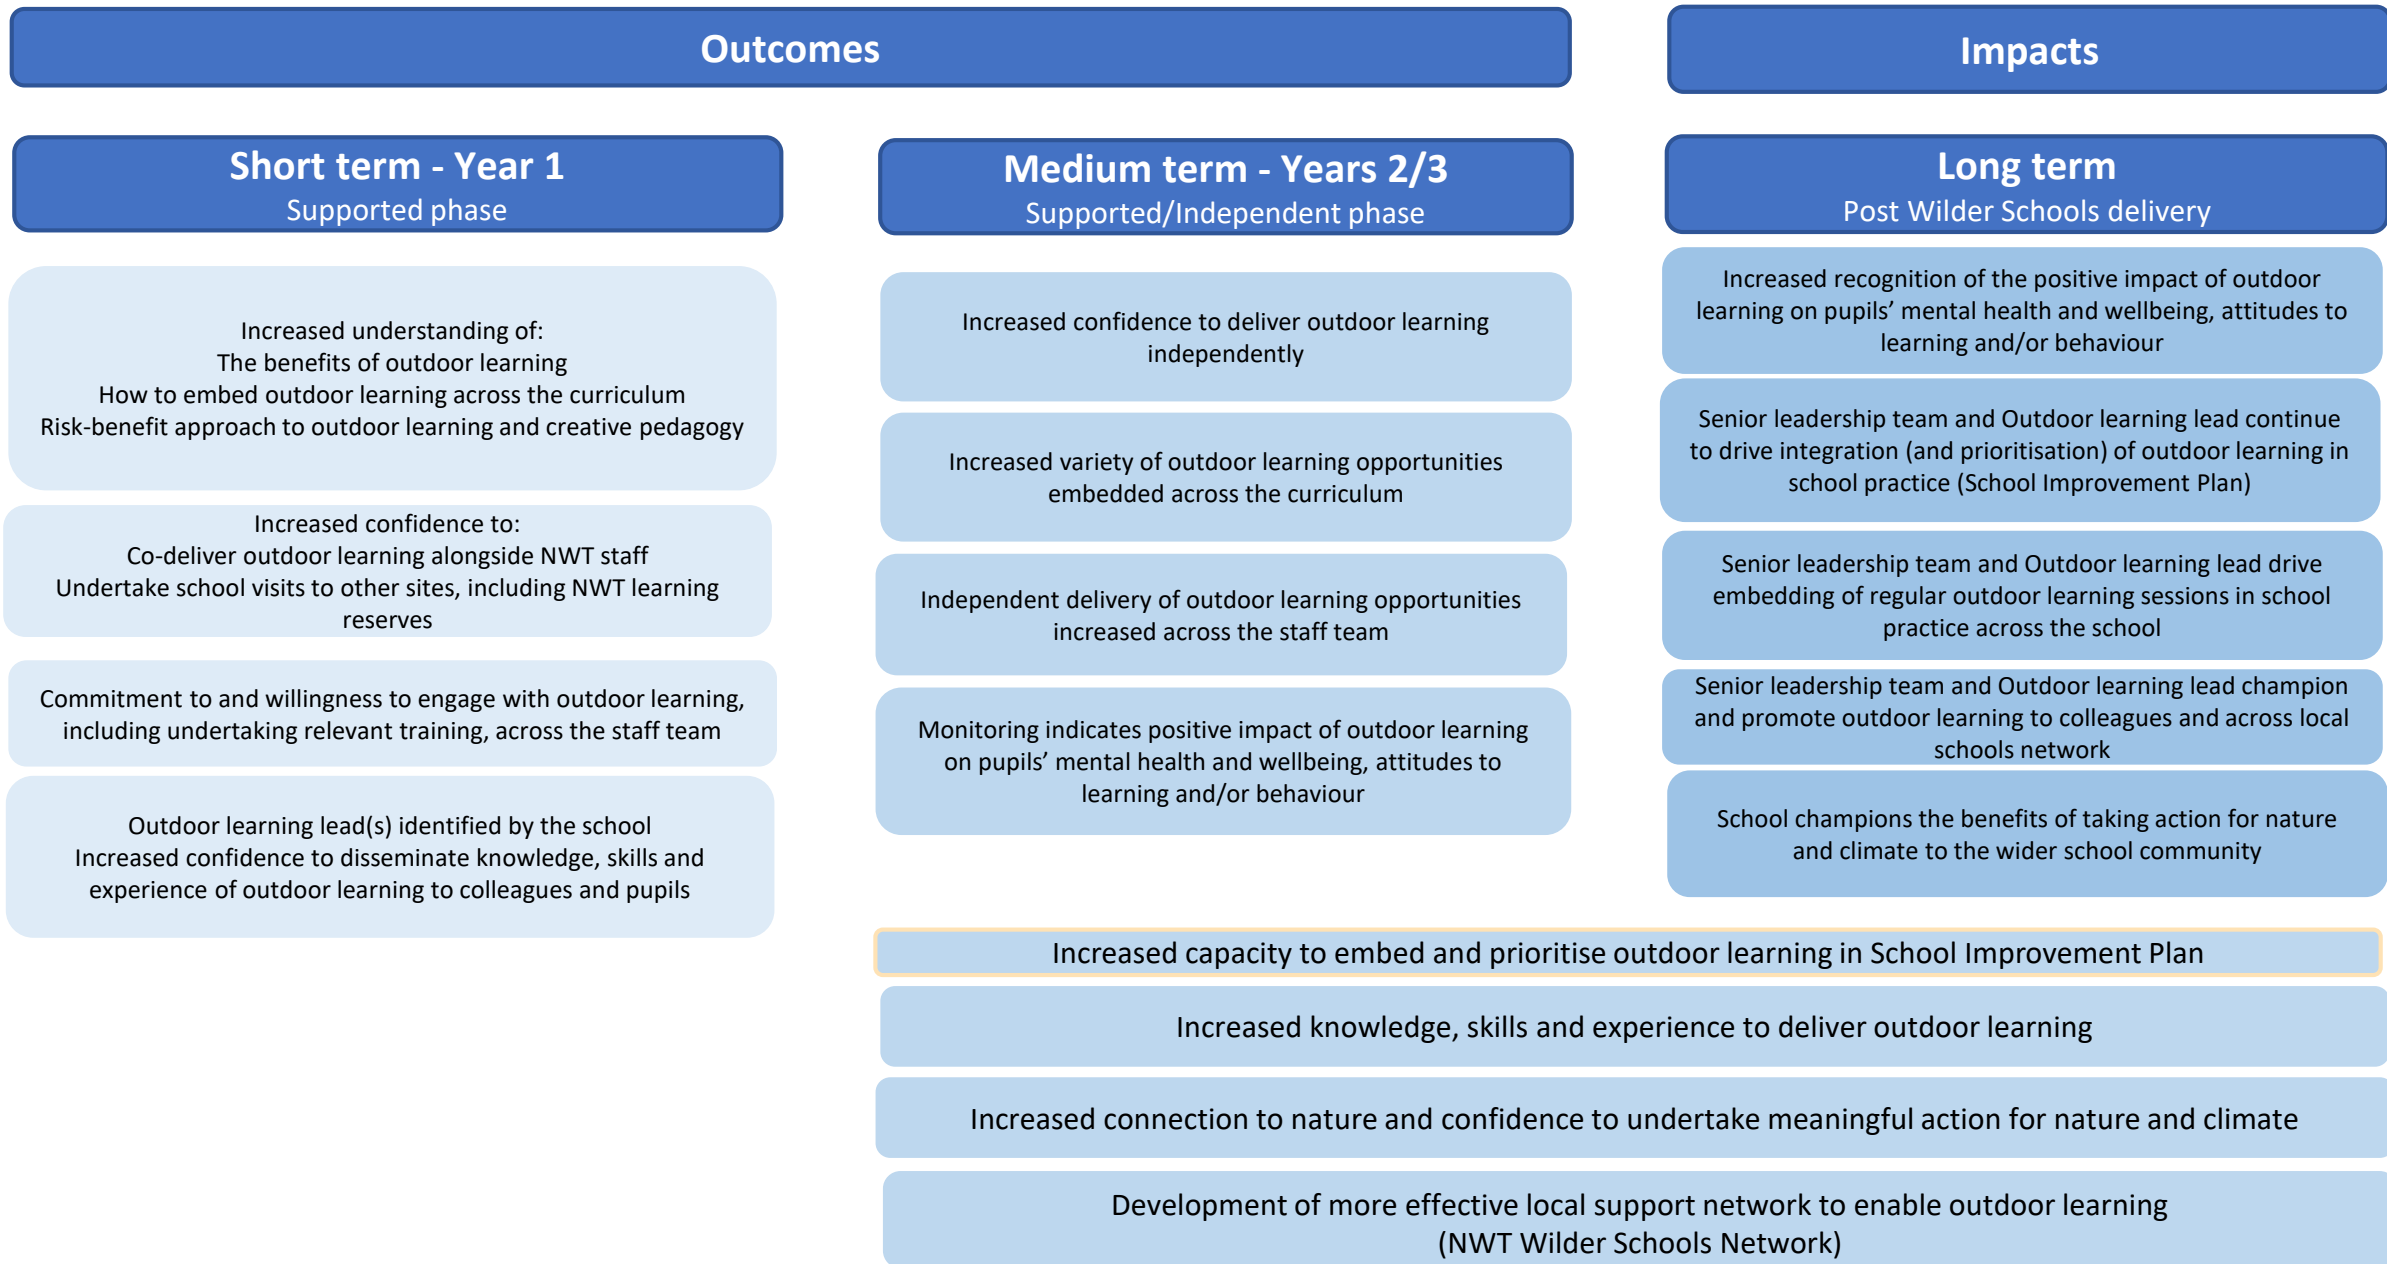 Outcomes
Impacts
Short term - Year 1
Supported phase
Increased understanding of:
The benefits of outdoor learning
How to embed outdoor learning across the curriculum
Risk-benefit approach to outdoor learning and creative pedagogy
Increased confidence to:
Co-deliver outdoor learning alongside NWT staff
Undertake school visits to other sites, including NWT learning
reserves
Commitment to and willingness to engage with outdoor learning,
including undertaking relevant training, across the staff team
Outdoor learning lead(s) identified by the school
Increased confidence to disseminate knowledge, skills and
experience of outdoor learning to colleagues and pupils
Medium term - Years 2/3
Supported/Independent phase
Increased confidence to deliver outdoor learning
independently
Increased variety of outdoor learning opportunities
embedded across the curriculum
Independent delivery of outdoor learning opportunities
increased across the staff team
Monitoring indicates positive impact of outdoor learning
on pupils’ mental health and wellbeing, attitudes to
learning and/or behaviour
Long term
Post Wilder Schools delivery
Increased recognition of the positive impact of outdoor
learning on pupils’ mental health and wellbeing, attitudes to
learning and/or behaviour
Senior leadership team and Outdoor learning lead continue
to drive integration (and prioritisation) of outdoor learning in
school practice (School Improvement Plan)
Senior leadership team and Outdoor learning lead drive
embedding of regular outdoor learning sessions in school
practice across the school
Senior leadership team and Outdoor learning lead champion
and promote outdoor learning to colleagues and across local
schools network
School champions the benefits of taking action for nature
and climate to the wider school community
Increased capacity to embed and prioritise outdoor learning in School Improvement Plan
Increased knowledge, skills and experience to deliver outdoor learning
Increased connection to nature and confidence to undertake meaningful action for nature and climate
Development of more effective local support network to enable outdoor learning
(NWT Wilder Schools Network)